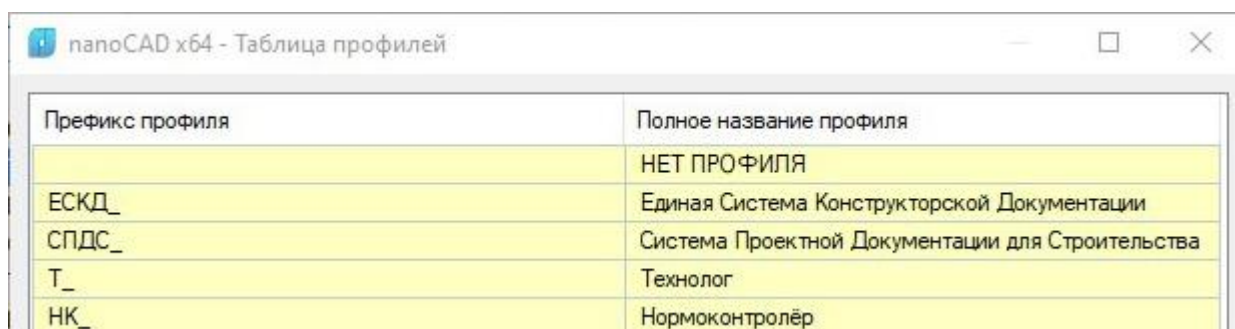 nanoCAD x64 - Таблица профилей
Префикс профиля Полное название профиля
НЕТ ПРОФИЛЯ
ЕСКД_ Единая Система Конструкторской Документации
СПДС_ Система Проектной Документации для Строительства
Т_ Технолог
НК_ Нормоконтролёр